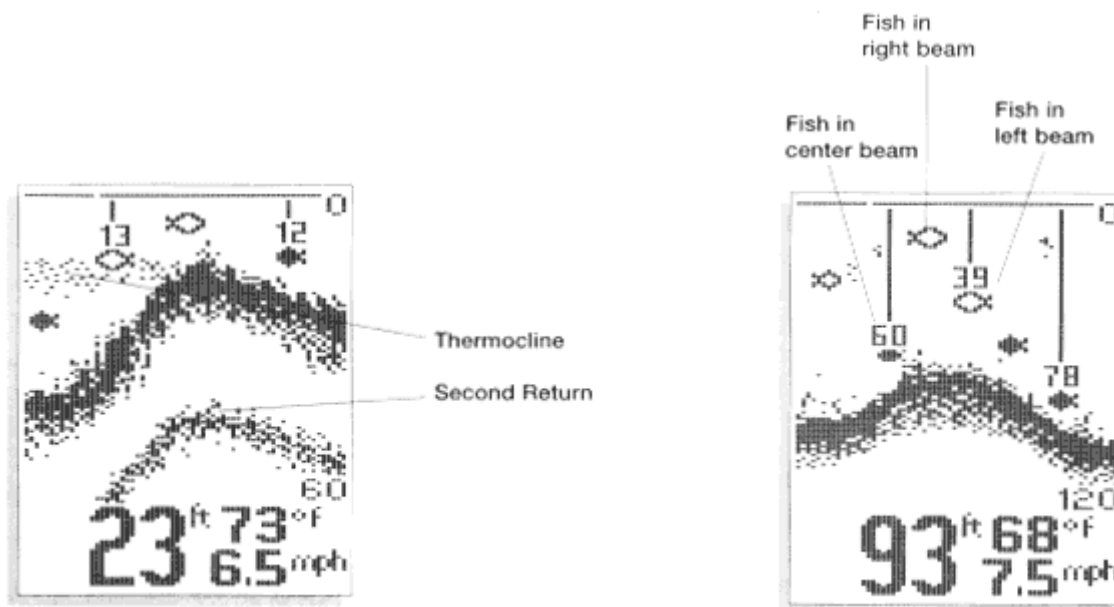 13
12
0
Thermocline
Second Return
60
23 ft 73 °f
6.5 mph
Fish in
right beam
Fish in
center beam
Fish in
left beam
0
39
60
78
120
93 ft 68 °f
7.5 mph